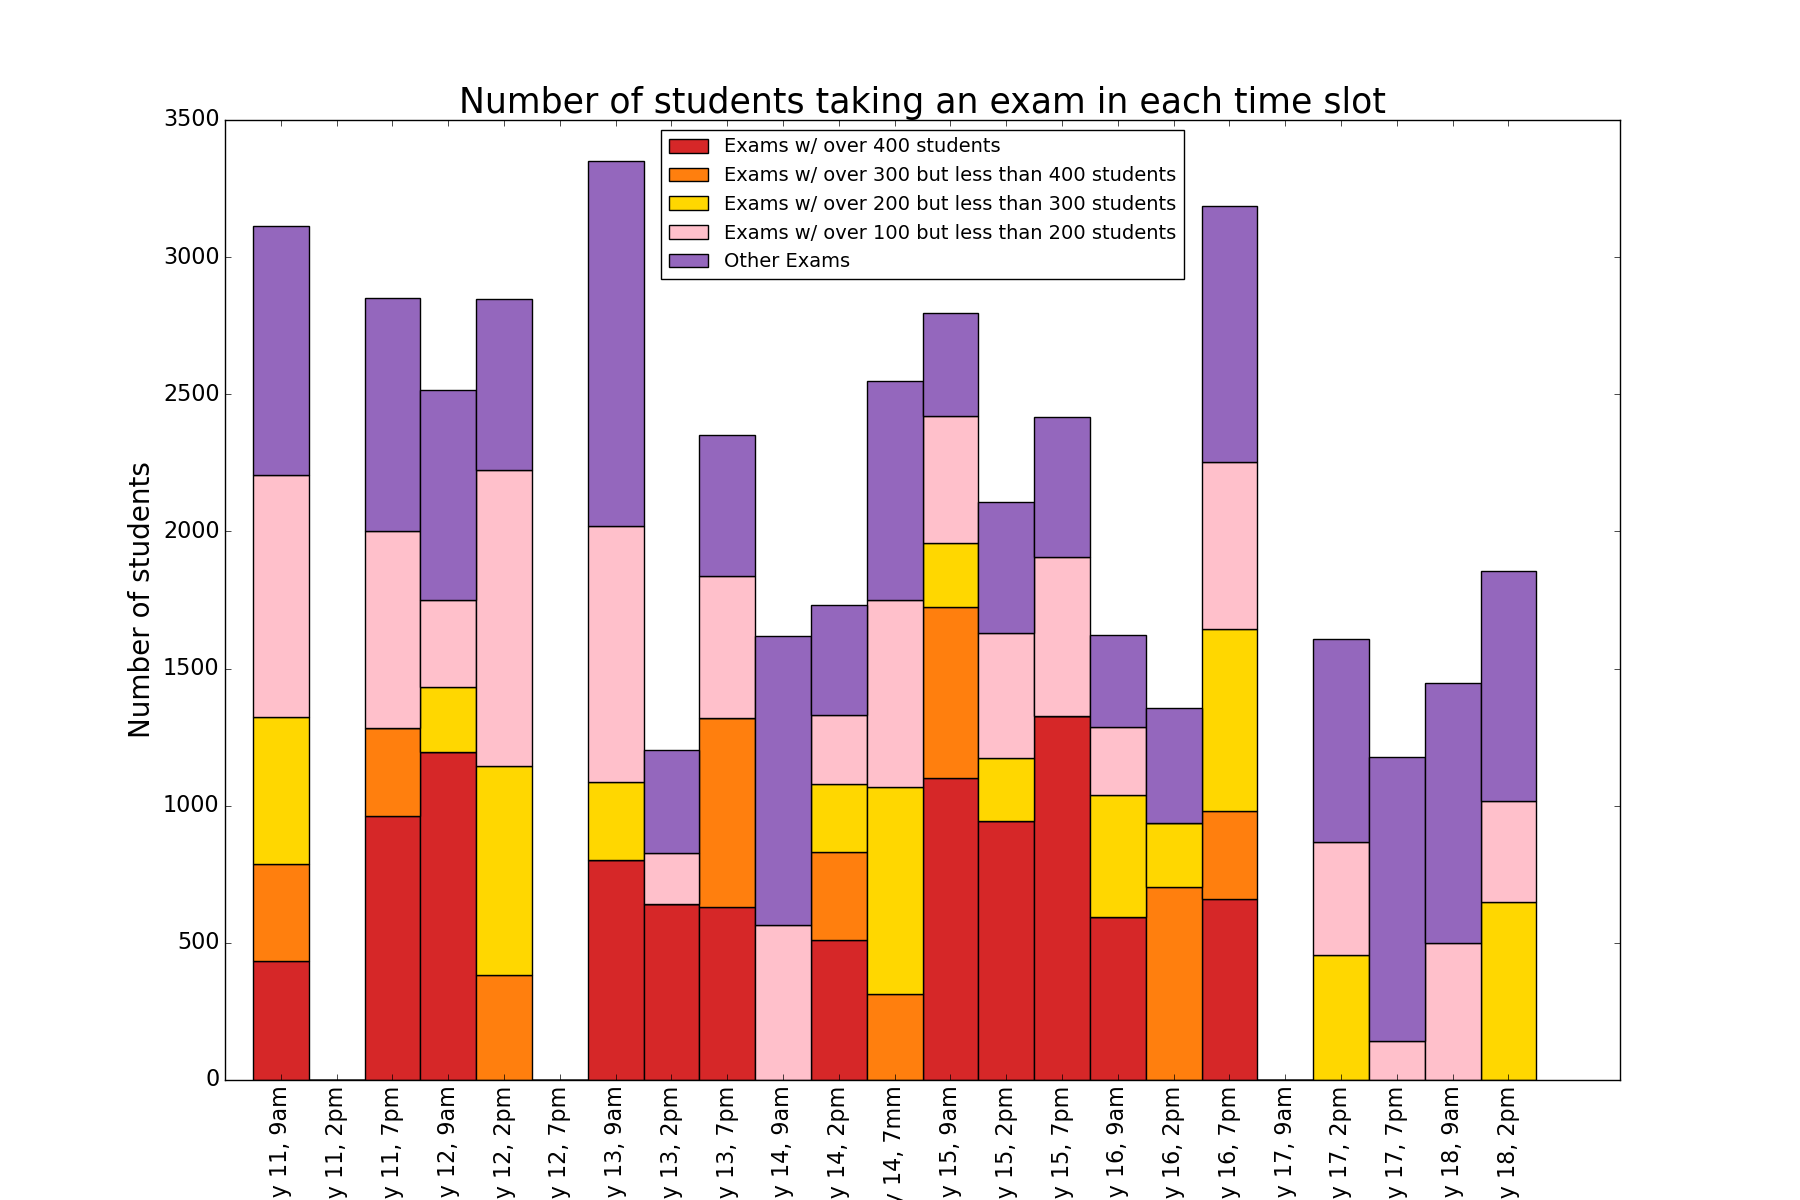 Number of students taking an exam in each time slot
Exams w/ over 400 students
Exams w/ over 300 but less than 400 students
Exams w/ over 200 but less than 300 students
Exams w/ over 100 but less than 200 students
Other Exams
Number of students
3500
3000
2500
2000
1500
1000
500
0
y 11, 9am
y 11, 2pm
y 11, 7pm
y 12, 9am
y 12, 2pm
y 12, 7pm
y 13, 9am
y 13, 2pm
y 13, 7pm
y 14, 9am
y 14, 2pm
y 14, 7mm
y 15, 9am
y 15, 2pm
y 15, 7pm
y 16, 9am
y 16, 2pm
y 16, 7pm
y 17, 9am
y 17, 2pm
y 17, 7pm
y 18, 9am
y 18, 2pm